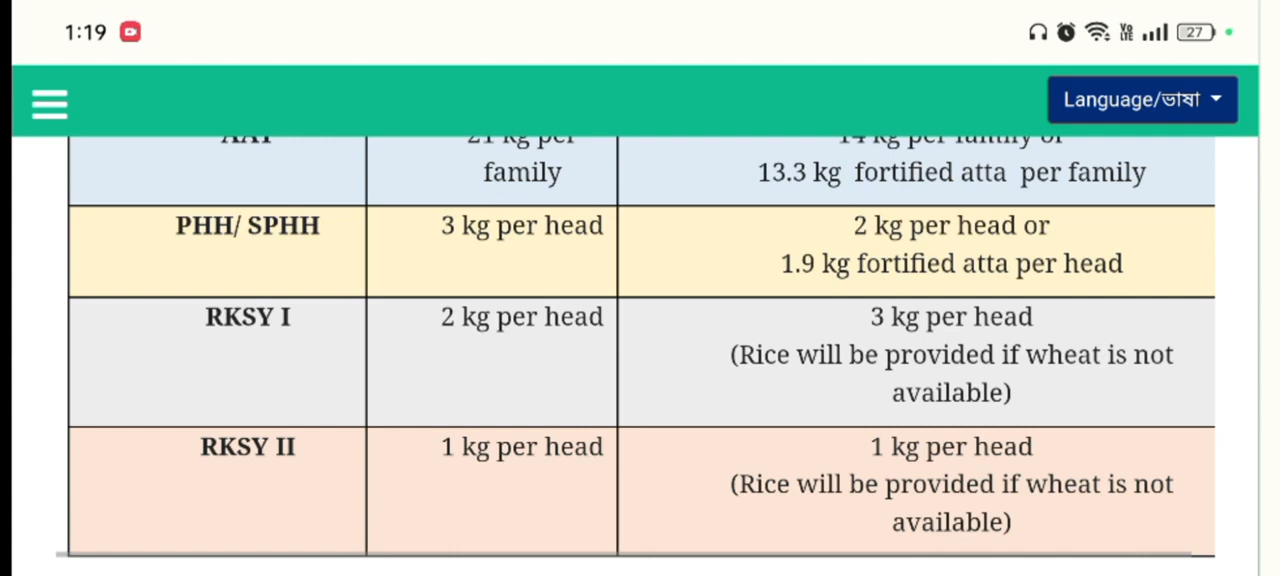 1:19
27
Language/ভাষা
family
13.3 kg fortified atta per family
PHH/ SPHH
3 kg per head
2 kg per head or
1.9 kg fortified atta per head
RKSY I
2 kg per head
3 kg per head
(Rice will be provided if wheat is not
available)
RKSY II
1 kg per head
1 kg per head
(Rice will be provided if wheat is not
available)